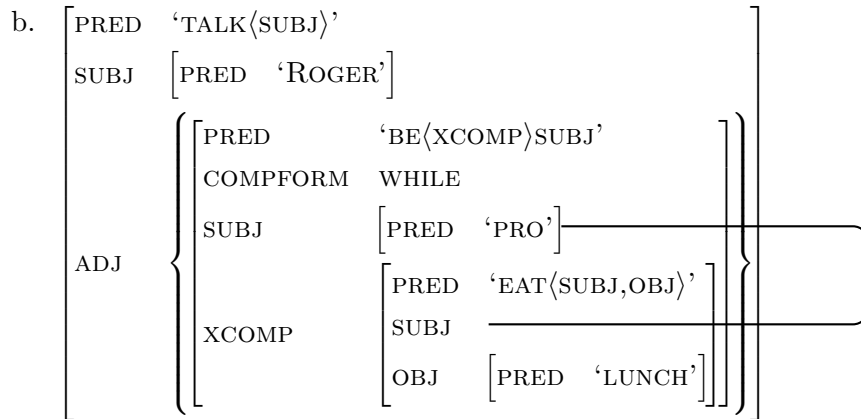 b. PRED ‘TALK⟨SUBJ⟩’
SUBJ [PRED ‘ROGER’]
PRED ‘BE⟨XCOMP⟩SUBJ’
COMPFORM WHILE
SUBJ [PRED ‘PRO’]
ADJ
PRED ‘EAT⟨SUBJ,OBJ⟩’
XCOMP SUBJ
OBJ [PRED ‘LUNCH’]